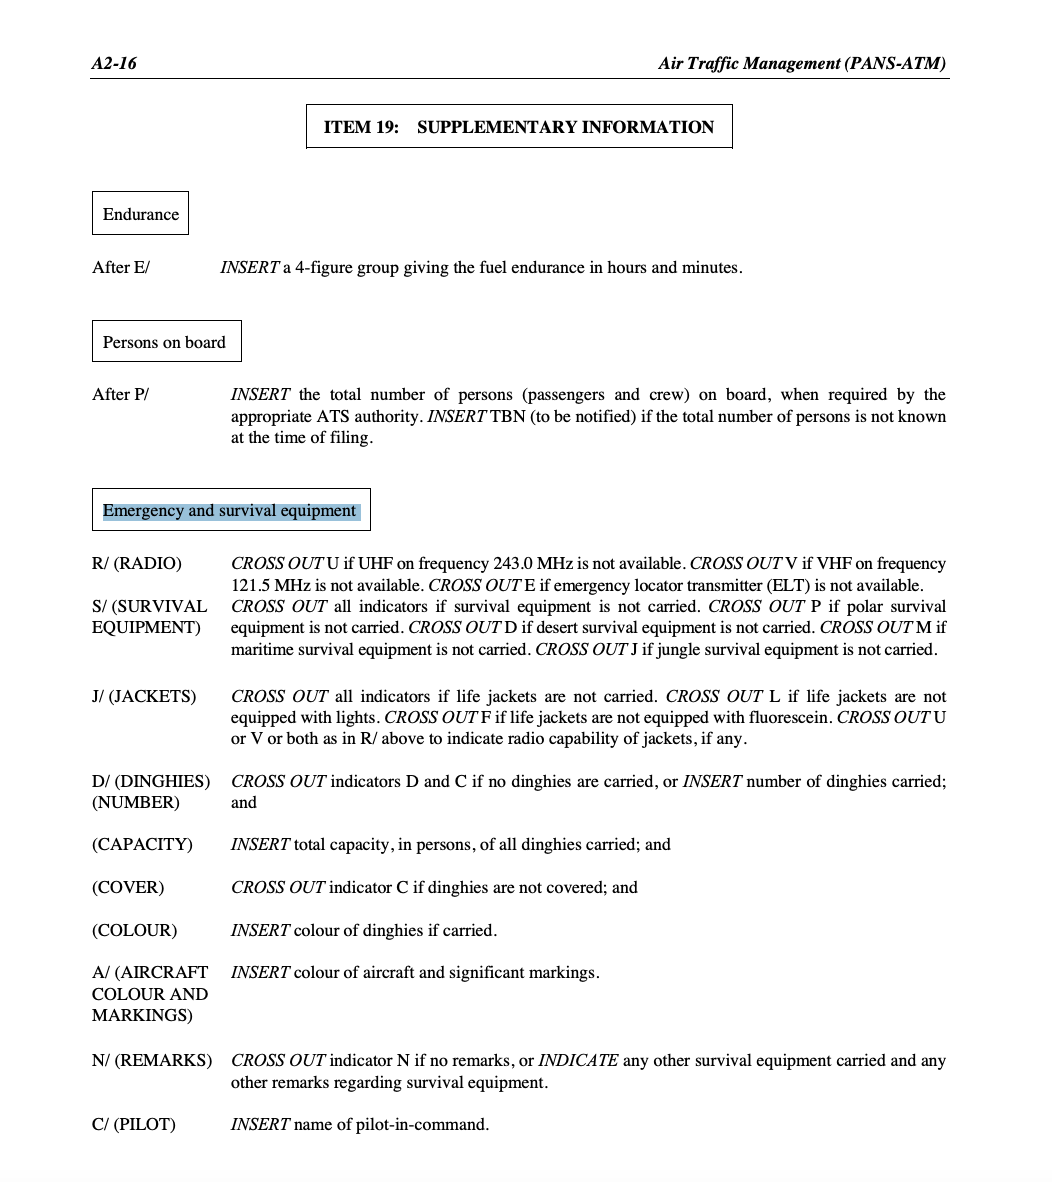 A2-16 Air Traffic Management (PANS-ATM)
ITEM 19: SUPPLEMENTARY INFORMATION
Endurance
After E/ INSERT a 4-figure group giving the fuel endurance in hours and minutes.
Persons on board
After P/ INSERT the total number of persons (passengers and crew) on board, when required by the
appropriate ATS authority. INSERT TBN (to be notified) if the total number of persons is not known
at the time of filing.
Emergency and survival equipment
R/ (RADIO) CROSS OUT U if UHF on frequency 243.0 MHz is not available. CROSS OUT V if VHF on frequency
121.5 MHz is not available. CROSS OUT E if emergency locator transmitter (ELT) is not available.
S/ (SURVIVAL CROSS OUT all indicators if survival equipment is not carried. CROSS OUT P if polar survival
EQUIPMENT) equipment is not carried. CROSS OUT D if desert survival equipment is not carried. CROSS OUT M if
maritime survival equipment is not carried. CROSS OUT J if jungle survival equipment is not carried.
J/ (JACKETS) CROSS OUT all indicators if life jackets are not carried. CROSS OUT L if life jackets are not
equipped with lights. CROSS OUT F if life jackets are not equipped with fluorescein. CROSS OUT U
or V or both as in R/ above to indicate radio capability of jackets, if any.
D/ (DINGHIES) CROSS OUT indicators D and C if no dinghies are carried, or INSERT number of dinghies carried;
(NUMBER) and
(CAPACITY) INSERT total capacity, in persons, of all dinghies carried; and
(COVER) CROSS OUT indicator C if dinghies are not covered; and
(COLOUR) INSERT colour of dinghies if carried.
A/ (AIRCRAFT INSERT colour of aircraft and significant markings.
COLOUR AND
MARKINGS)
N/ (REMARKS) CROSS OUT indicator N if no remarks, or INDICATE any other survival equipment carried and any
other remarks regarding survival equipment.
C/ (PILOT) INSERT name of pilot-in-command.